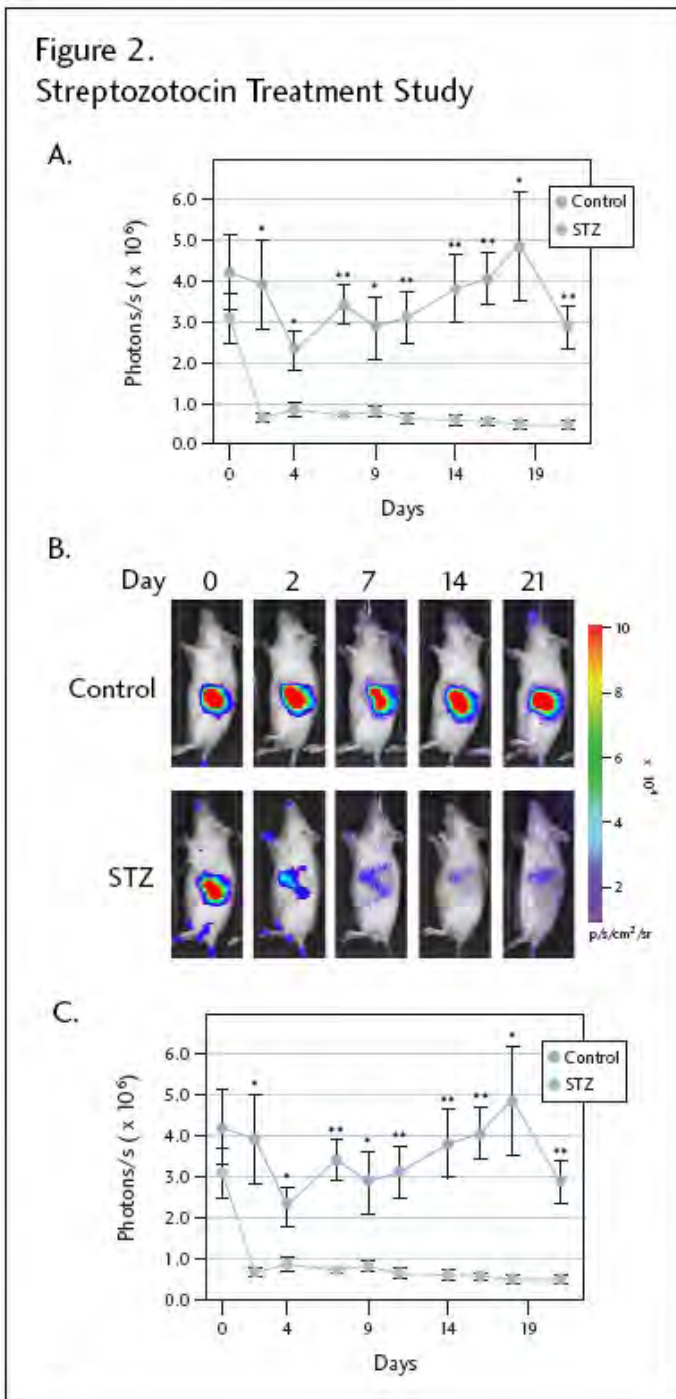 Figure 2.
Streptozotocin Treatment Study
A.
Photons/s ( x 10⁶)
6.0
5.0
4.0
3.0
2.0
1.0
0.0
* * * ** * ** ** ** * **
Control
STZ
0 4 9 14 19
Days
B.
Day 0 2 7 14 21
Control
STZ
10
8
6
4
2
x 10⁴
p/s/cm²/sr
C.
Photons/s ( x 10⁶)
6.0
5.0
4.0
3.0
2.0
1.0
0.0
* * ** * ** ** ** * **
Control
STZ
0 4 9 14 19
Days